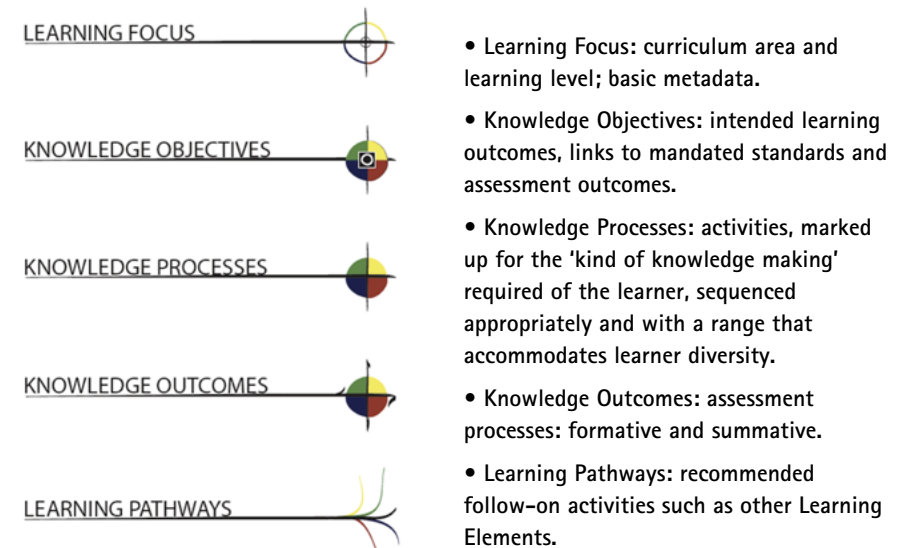 LEARNING FOCUS
KNOWLEDGE OBJECTIVES
KNOWLEDGE PROCESSES
KNOWLEDGE OUTCOMES
LEARNING PATHWAYS
• Learning Focus: curriculum area and
learning level; basic metadata.
• Knowledge Objectives: intended learning
outcomes, links to mandated standards and
assessment outcomes.
• Knowledge Processes: activities, marked
up for the ‘kind of knowledge making’
required of the learner, sequenced
appropriately and with a range that
accommodates learner diversity.
• Knowledge Outcomes: assessment
processes: formative and summative.
• Learning Pathways: recommended
follow-on activities such as other Learning
Elements.